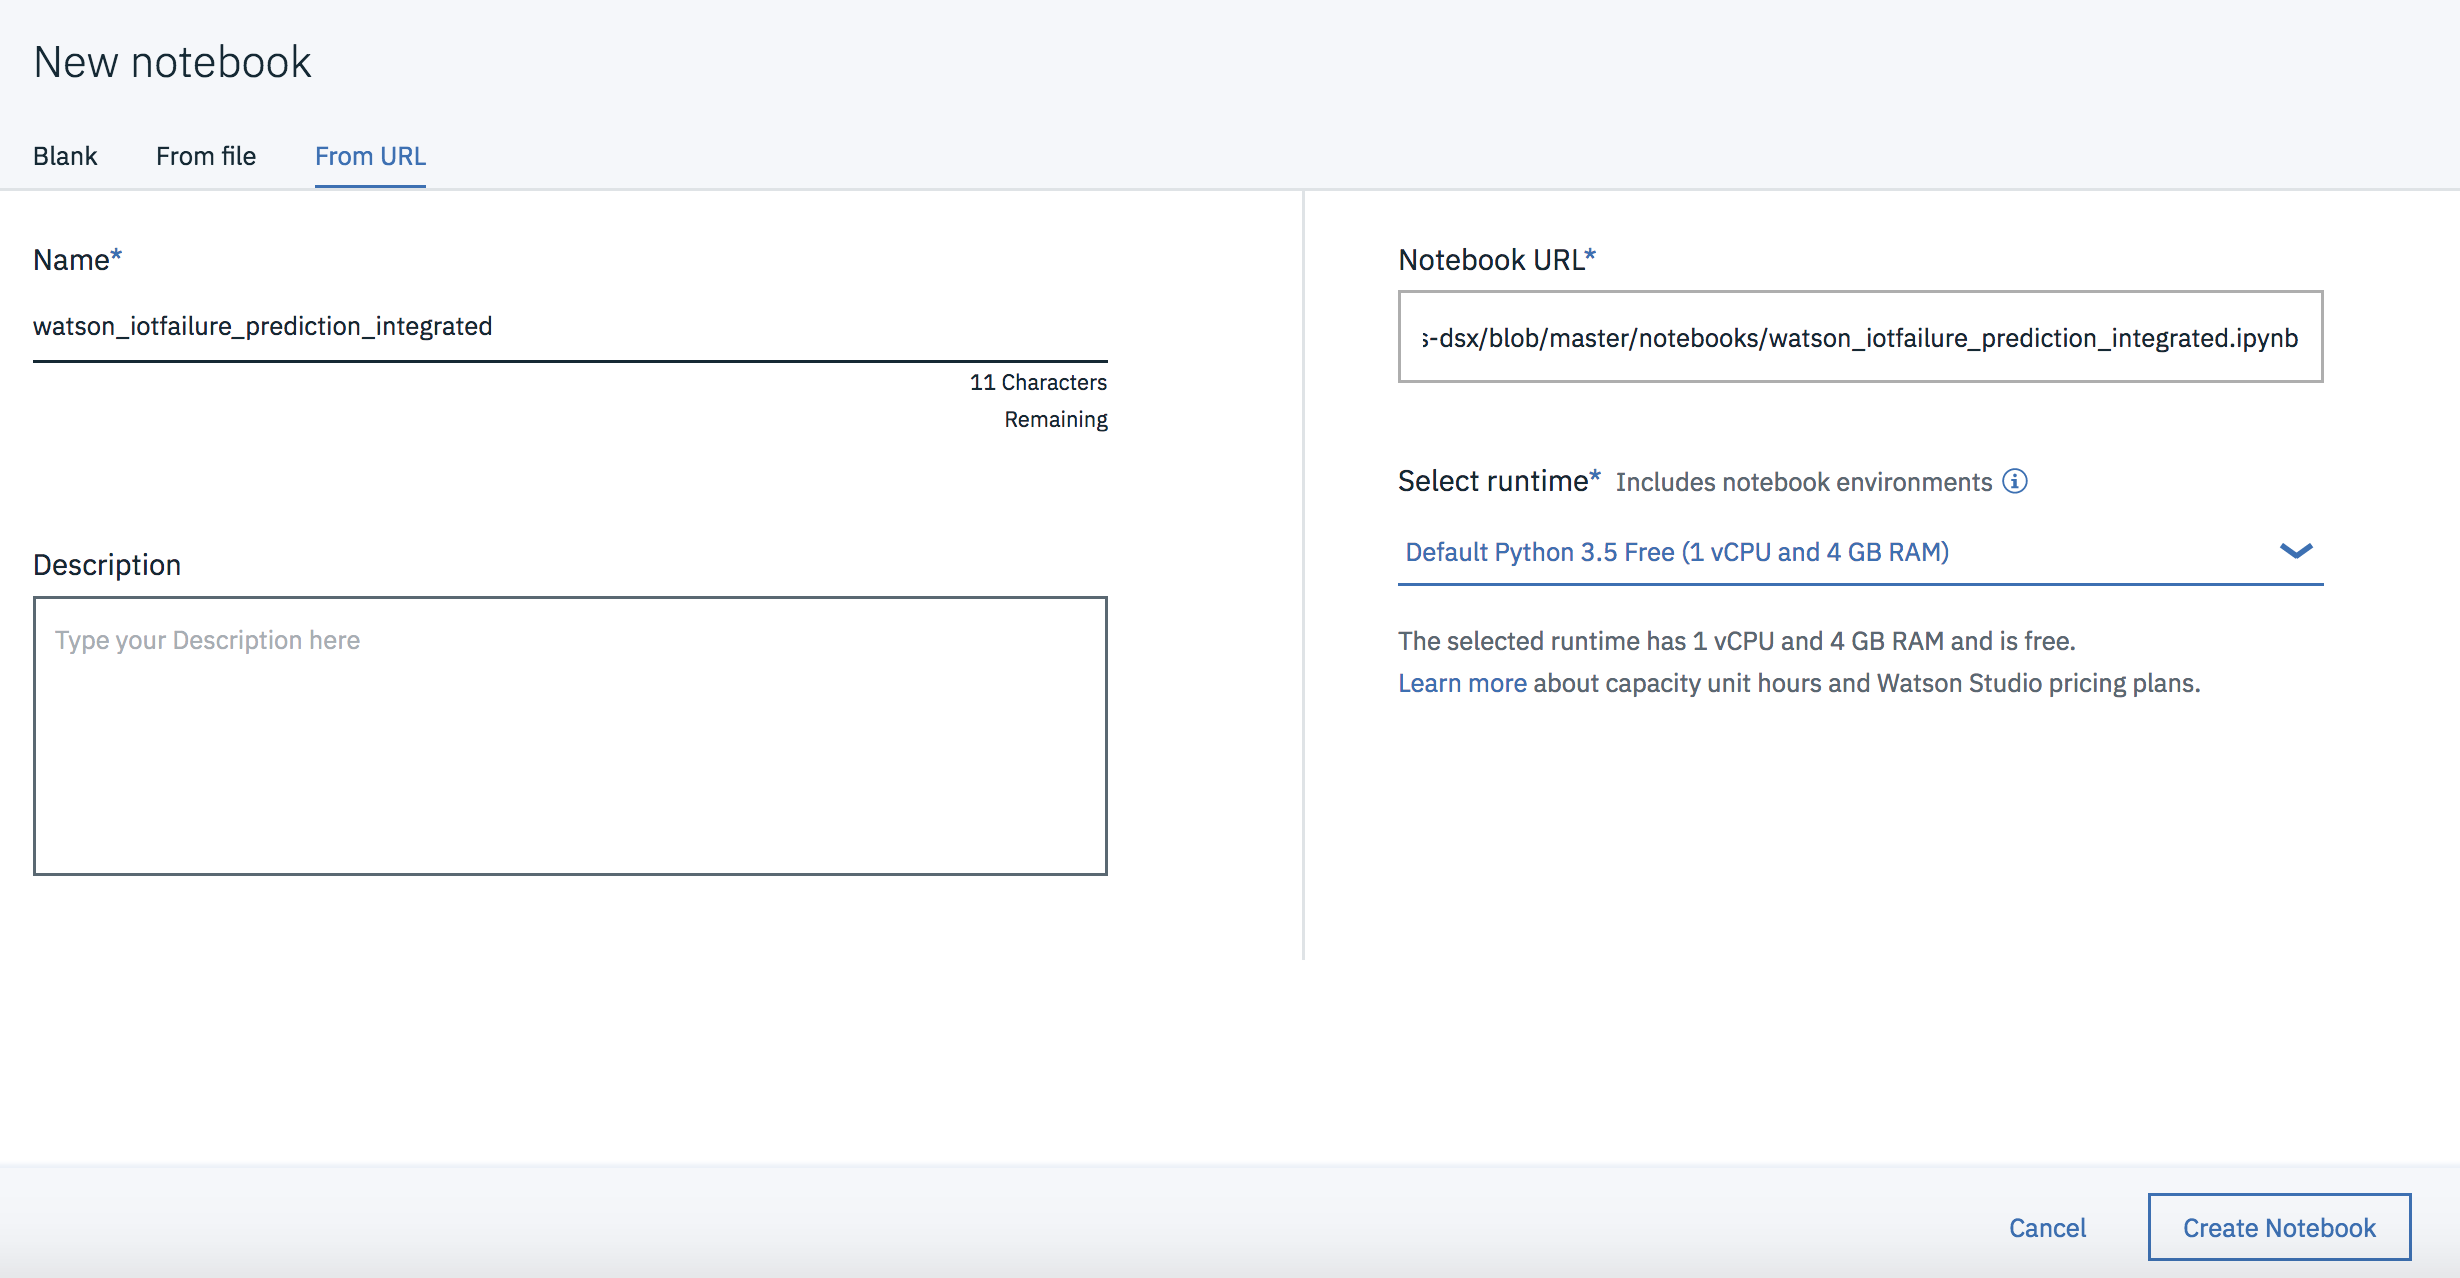 New notebook
Blank
From file
From URL
Name*
watson_iotfailure_prediction_integrated
11 Characters
Remaining
Description
Type your Description here
Notebook URL*
s-dsx/blob/master/notebooks/watson_iotfailure_prediction_integrated.ipynb
Select runtime* Includes notebook environments
Default Python 3.5 Free (1 vCPU and 4 GB RAM)
The selected runtime has 1 vCPU and 4 GB RAM and is free.
Learn more about capacity unit hours and Watson Studio pricing plans.
Cancel
Create Notebook